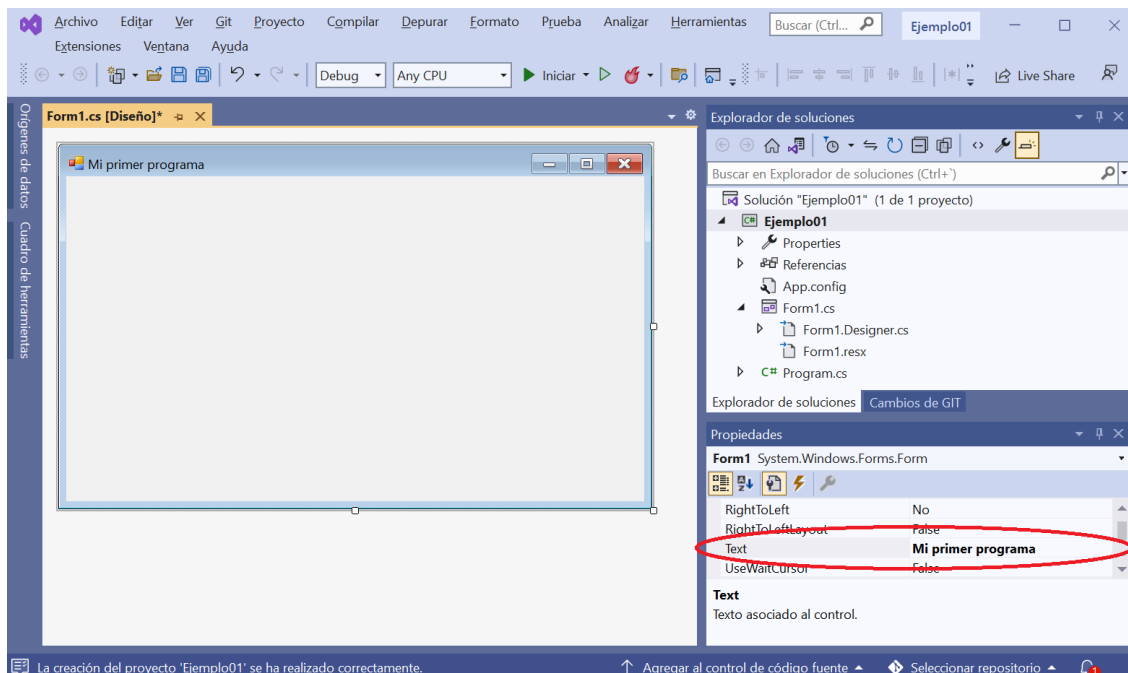 Archivo Editar Ver Git Proyecto Compilar Depurar Formato Prueba Analizar Herramientas Buscar (Ctrl... Ejemplo01
Extensiones Ventana Ayuda
Debug Any CPU Iniciar Live Share
Orígenes de datos
Cuadro de herramientas
Form1.cs [Diseño]*
Mi primer programa
Explorador de soluciones
Buscar en Explorador de soluciones (Ctrl+`)
Solución "Ejemplo01" (1 de 1 proyecto)
C# Ejemplo01
Properties
Referencias
App.config
Form1.cs
Form1.Designer.cs
Form1.resx
C# Program.cs
Explorador de soluciones Cambios de GIT
Propiedades
Form1 System.Windows.Forms.Form
RightToLeft No
RightToLeftLayout False
Text Mi primer programa
UseWaitCursor False
Text
Texto asociado al control.
La creación del proyecto 'Ejemplo01' se ha realizado correctamente. Agregar al control de código fuente Seleccionar repositorio 1